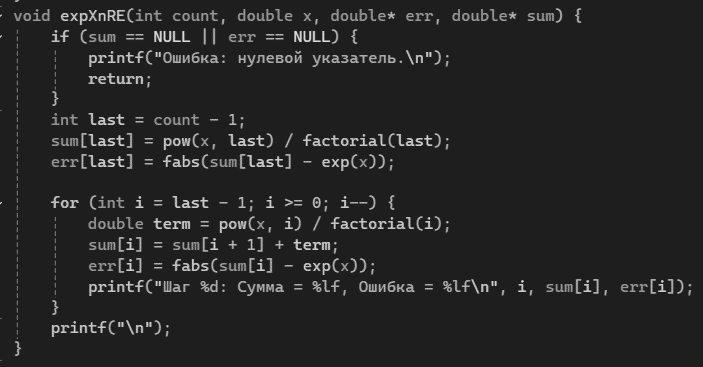 void expXnRE(int count, double x, double* err, double* sum) {
if (sum == NULL || err == NULL) {
printf("Ошибка: нулевой указатель.\n");
return;
}
int last = count - 1;
sum[last] = pow(x, last) / factorial(last);
err[last] = fabs(sum[last] - exp(x));
for (int i = last - 1; i >= 0; i--) {
double term = pow(x, i) / factorial(i);
sum[i] = sum[i + 1] + term;
err[i] = fabs(sum[i] - exp(x));
printf("Шаг %d: Сумма = %lf, Ошибка = %lf\n", i, sum[i], err[i]);
}
printf("\n");
}